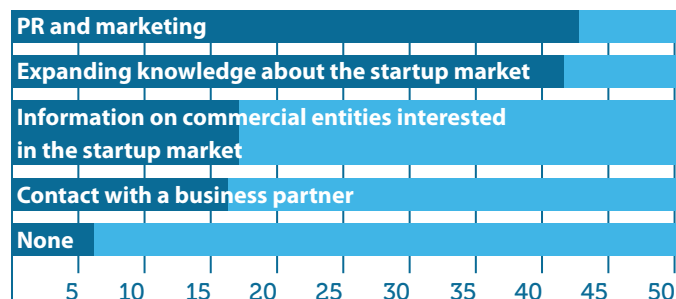 PR and marketing
Expanding knowledge about the startup market
Information on commercial entities interested
in the startup market
Contact with a business partner
None
5 10 15 20 25 30 35 40 45 50